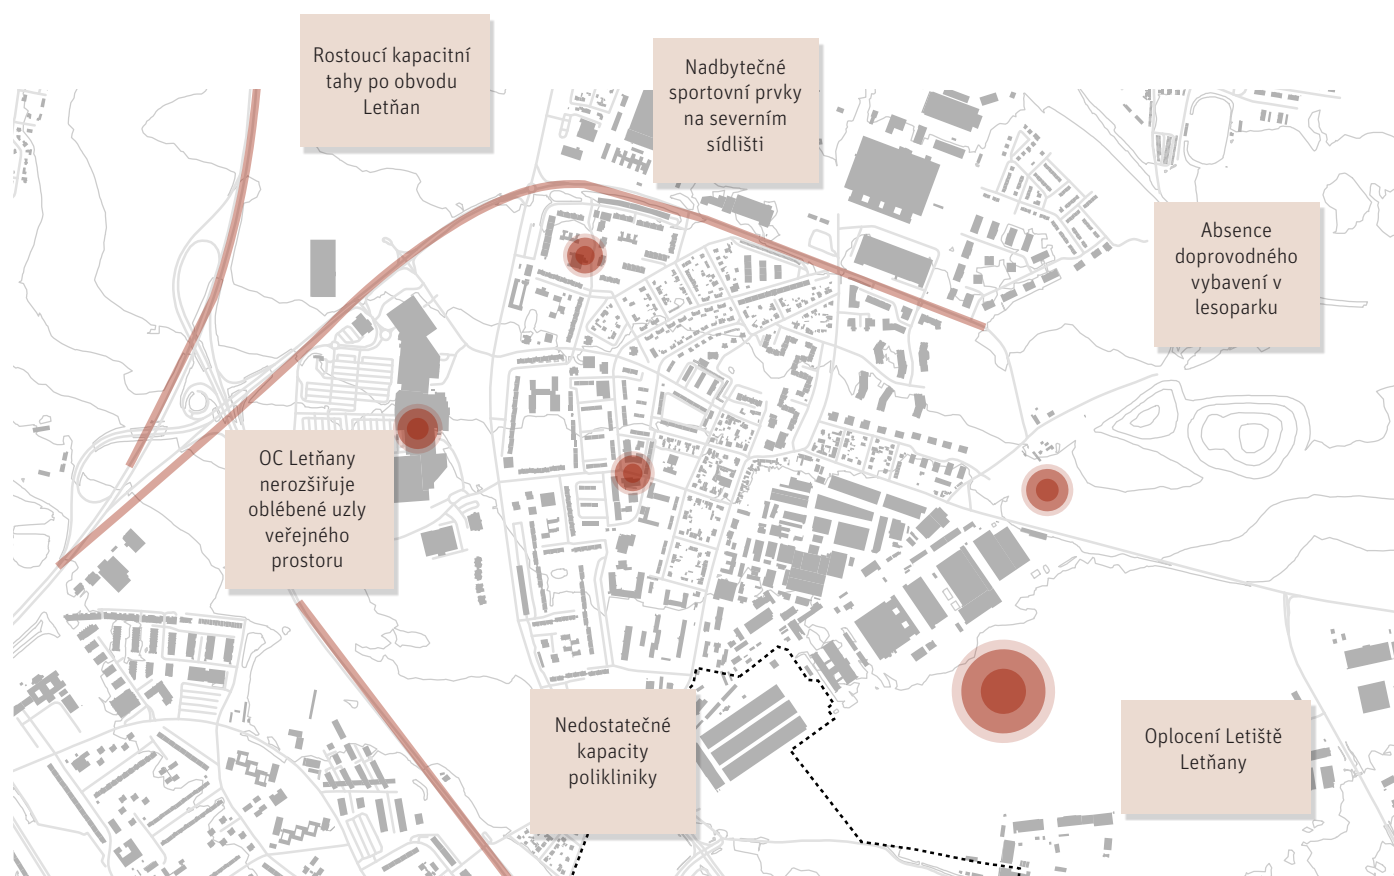 Rostoucí kapacitní
tahy po obvodu
Letňan
Nadbytečné
sportovní prvky
na severním
sídlišti
Absence
doprovodného
vybavení v
lesoparku
OC Letňany
nerozšiřuje
oblébené uzly
veřejného
prostoru
Nedostatečné
kapacity
polikliniky
Oplocení Letiště
Letňany